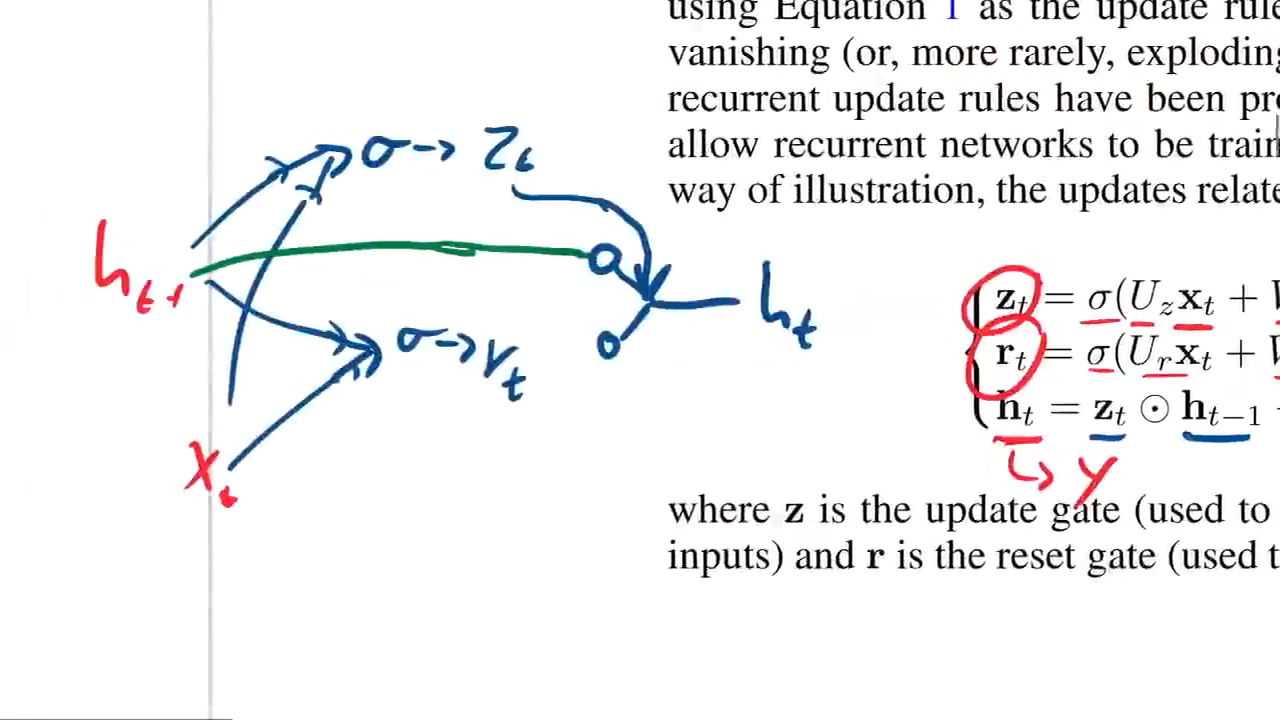 using Equation 1 as the update rule
vanishing (or, more rarely, exploding
recurrent update rules have been pr
allow recurrent networks to be train
way of illustration, the updates relate
σ → z_t
h_t-1
h_t
σ → r_t
x_t
z_t = σ(U_z x_t +
r_t = σ(U_r x_t +
h_t = z_t ⊙ h_{t−1}
↳ y
where z is the update gate (used to
inputs) and r is the reset gate (used t